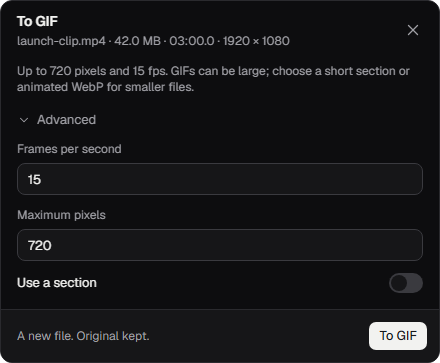 To GIF
launch-clip.mp4 · 42.0 MB · 03:00.0 · 1920 × 1080
Up to 720 pixels and 15 fps. GIFs can be large; choose a short section or
animated WebP for smaller files.
Advanced
Frames per second
15
Maximum pixels
720
Use a section
A new file. Original kept.
To GIF